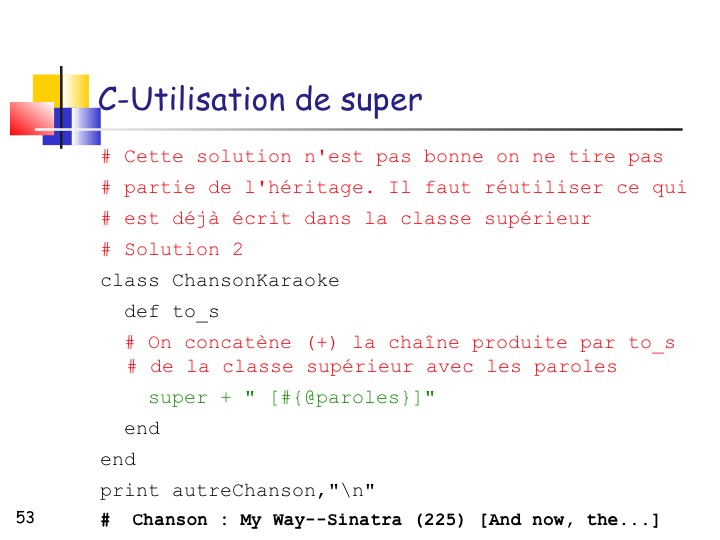 C-Utilisation de super
# Cette solution n'est pas bonne on ne tire pas
# partie de l'héritage. Il faut réutiliser ce qui
# est déjà écrit dans la classe supérieur
# Solution 2
class ChansonKaraoke
  def to_s
  # On concatène (+) la chaîne produite par to_s
  # de la classe supérieur avec les paroles
    super + " [#{@paroles}]"
  end
end
print autreChanson,"\n"
#  Chanson : My Way--Sinatra (225) [And now, the...]
53